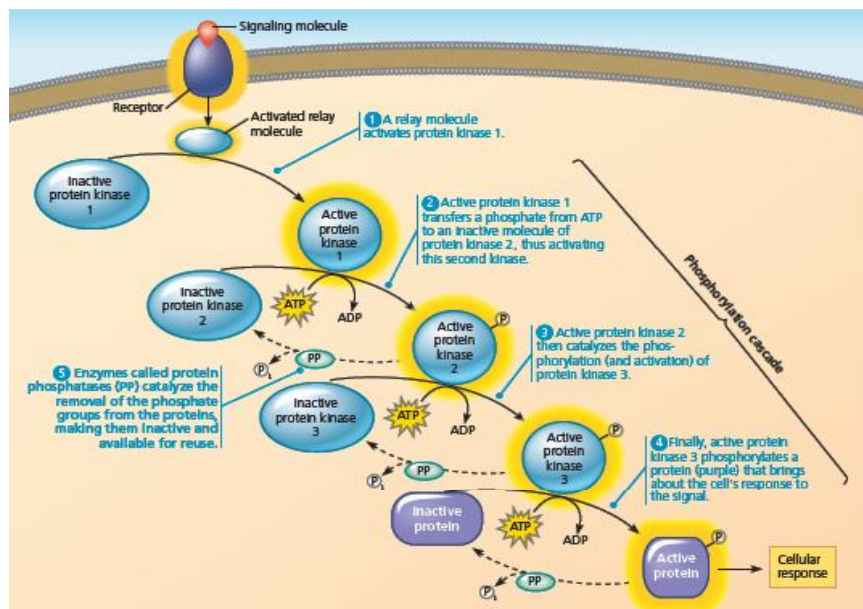 Signaling molecule
Receptor
Activated relay
molecule
1 A relay molecule
activates protein kinase 1.
Inactive
protein kinase
1
Active
protein
kinase
1
2 Active protein kinase 1
transfers a phosphate from ATP
to an inactive molecule of
protein kinase 2, thus activating
this second kinase.
Phosphorylation cascade
Inactive
protein kinase
2
ATP
ADP
Active
protein
kinase
2
P
PP
P i
3 Active protein kinase 2
then catalyzes the phos-
phorylation (and activation) of
protein kinase 3.
5 Enzymes called protein
phosphatases (PP) catalyze the
removal of the phosphate
groups from the proteins,
making them inactive and
available for reuse.
Inactive
protein kinase
3
ATP
ADP
Active
protein
kinase
3
P
PP
P i
4 Finally, active protein
kinase 3 phosphorylates a
protein (purple) that brings
about the cell's response to
the signal.
Inactive
protein
ATP
ADP
Active
protein
P
PP
P i
Cellular
response